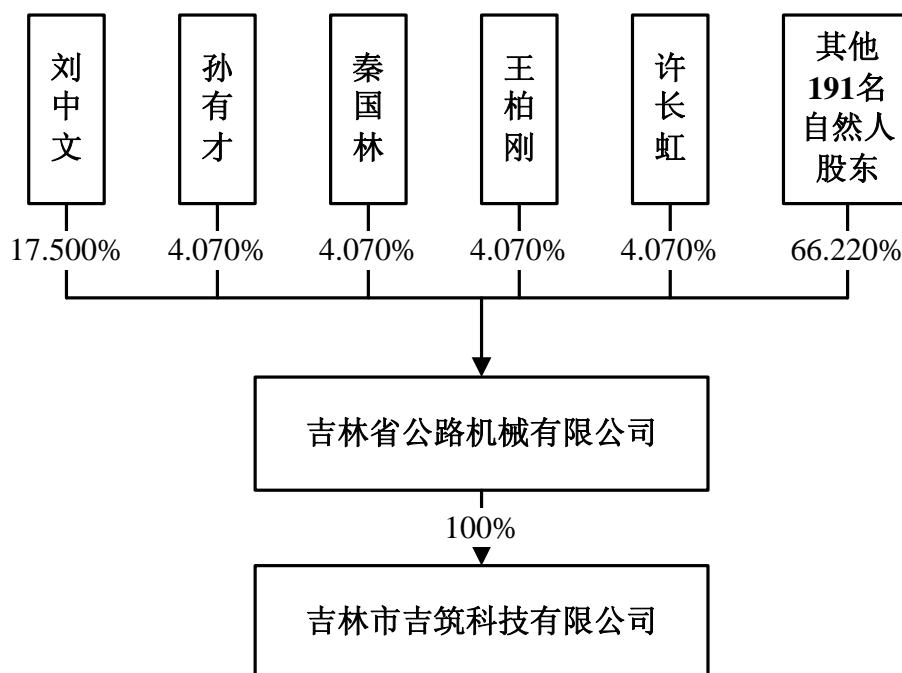 刘中文
孙有才
秦国林
王柏刚
许长虹
其他
191名
自然人
股东
17.500%
4.070%
4.070%
4.070%
4.070%
66.220%
吉林省公路机械有限公司
100%
吉林市吉筑科技有限公司